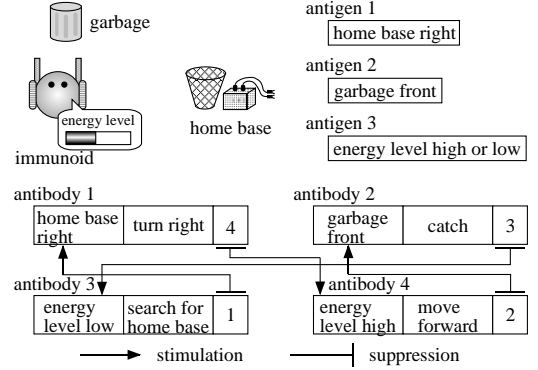 garbage
antigen 1
home base right
antigen 2
garbage front
antigen 3
energy level high or low
energy level
home base
immunoid
antibody 1
home base right
turn right
4
antibody 2
garbage front
catch
3
antibody 3
energy level low
search for home base
1
antibody 4
energy level high
move forward
2
stimulation
suppression